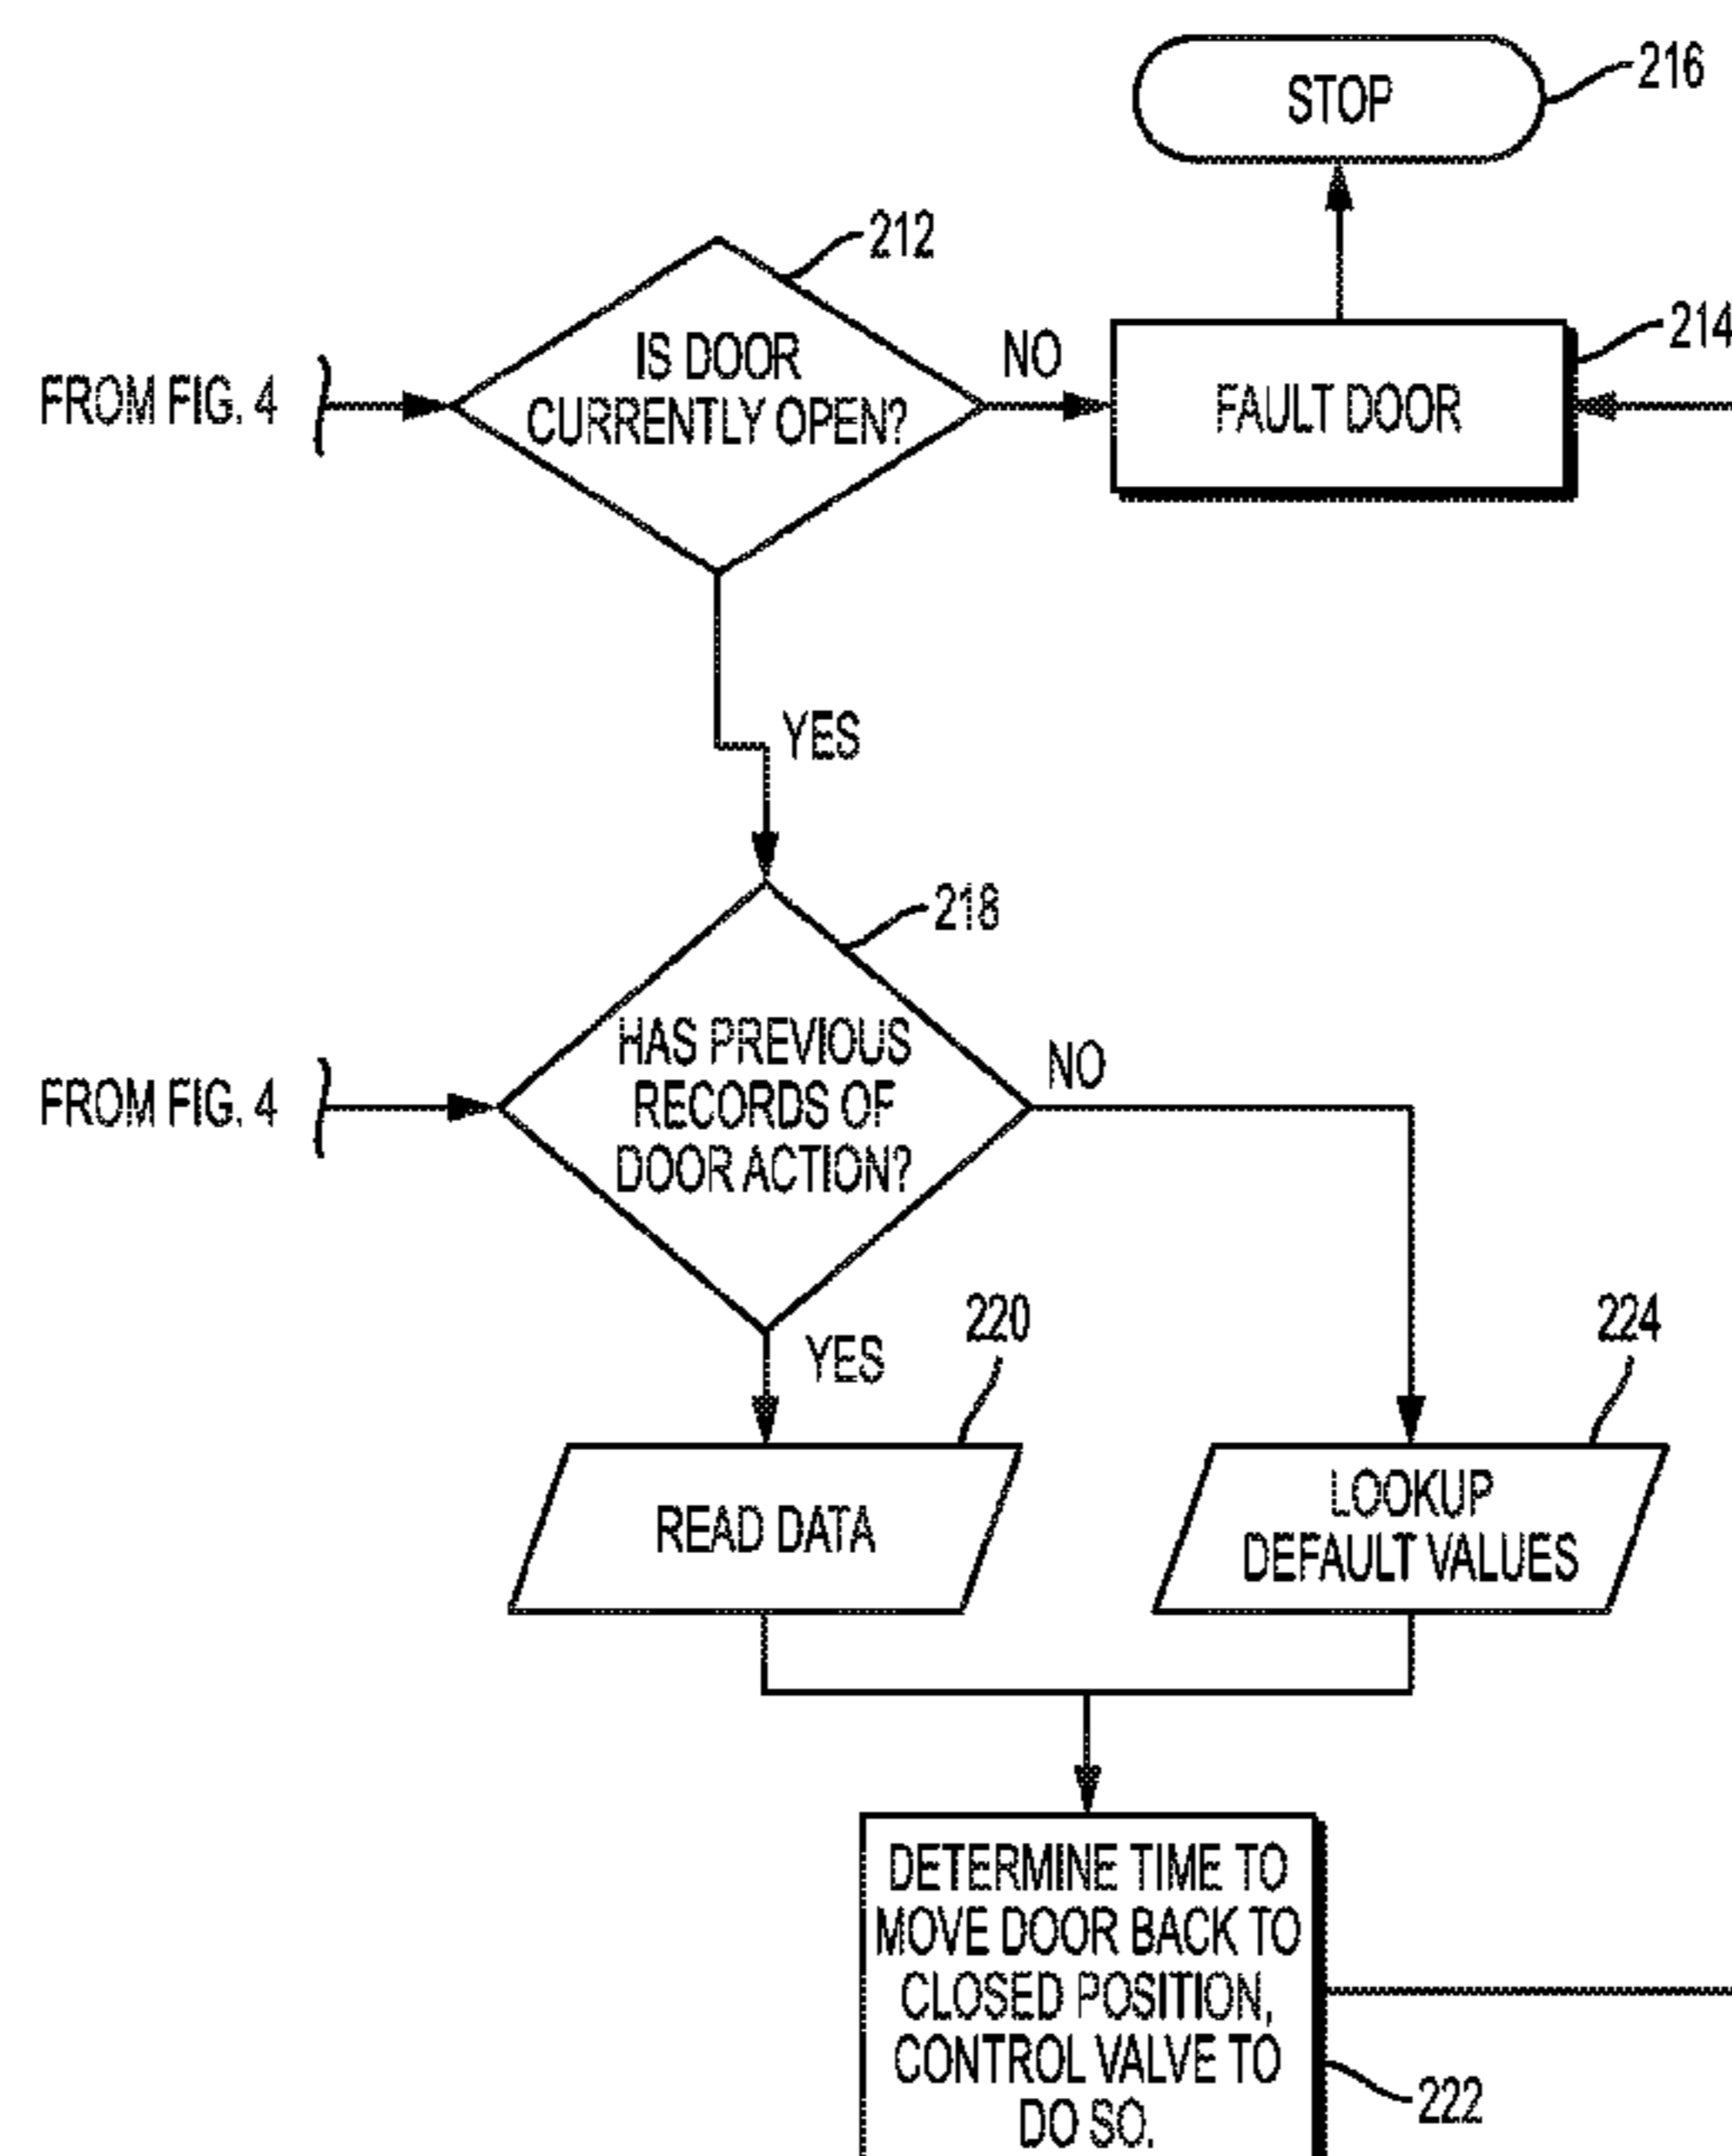 STOP
216
212
IS DOOR
CURRENTLY OPEN?
FROM FIG. 4
NO
FAULT DOOR
214
YES
218
HAS PREVIOUS
RECORDS OF
DOOR ACTION?
FROM FIG. 4
NO
YES
220
224
READ DATA
LOOKUP
DEFAULT VALUES
DETERMINE TIME TO
MOVE DOOR BACK TO
CLOSED POSITION,
CONTROL VALVE TO
DO SO.
222